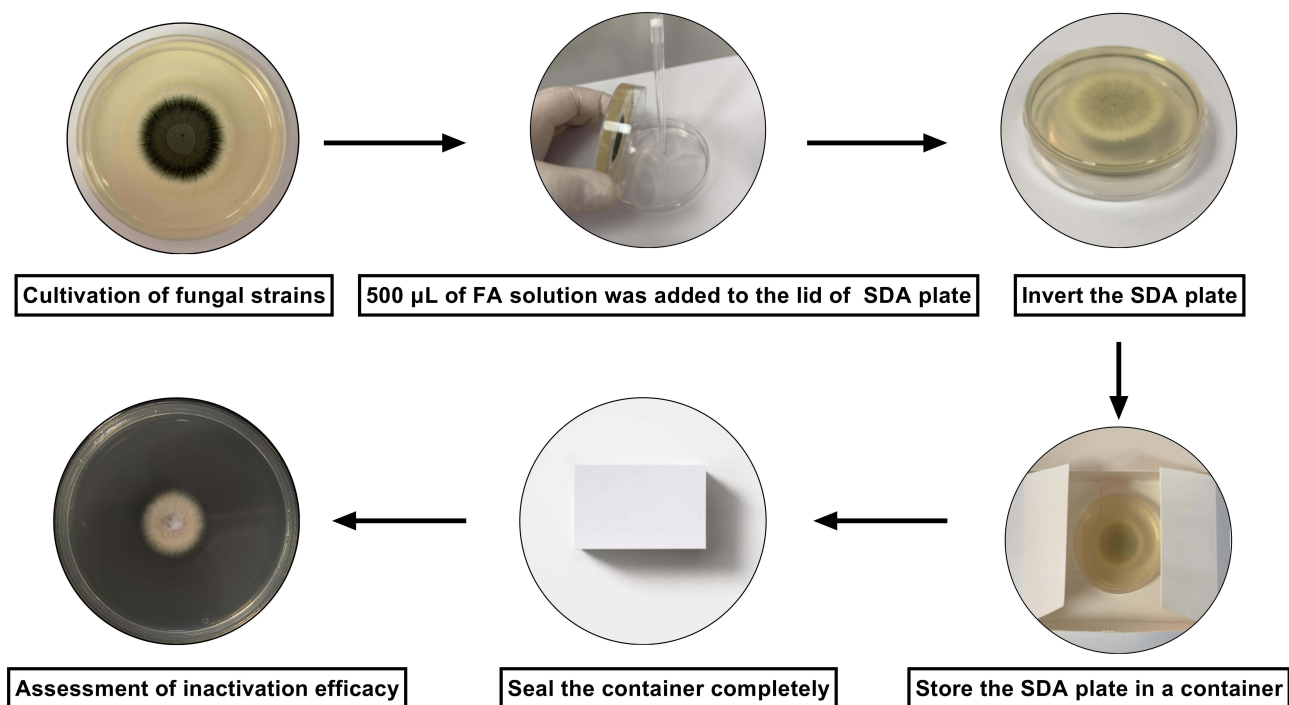 Cultivation of fungal strains
500 µL of FA solution was added to the lid of SDA plate
Invert the SDA plate
Store the SDA plate in a container
Seal the container completely
Assessment of inactivation efficacy